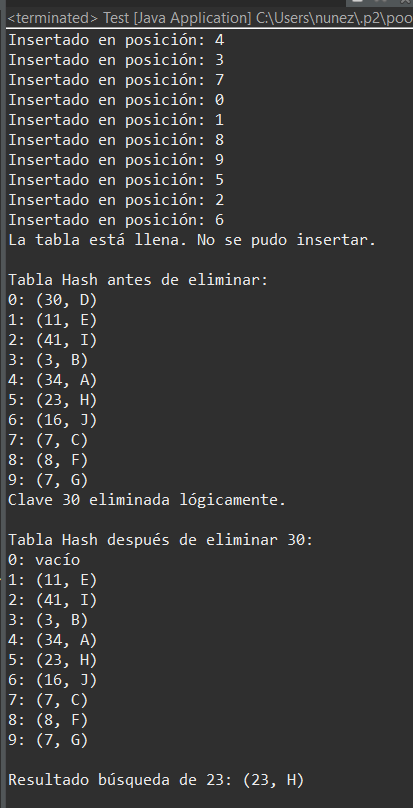 <terminated> Test [Java Application] C:\Users\nunez\.p2\poo
Insertado en posición: 4
Insertado en posición: 3
Insertado en posición: 7
Insertado en posición: 0
Insertado en posición: 1
Insertado en posición: 8
Insertado en posición: 9
Insertado en posición: 5
Insertado en posición: 2
Insertado en posición: 6
La tabla está llena. No se pudo insertar.
Tabla Hash antes de eliminar:
0: (30, D)
1: (11, E)
2: (41, I)
3: (3, B)
4: (34, A)
5: (23, H)
6: (16, J)
7: (7, C)
8: (8, F)
9: (7, G)
Clave 30 eliminada lógicamente.
Tabla Hash después de eliminar 30:
0: vacío
1: (11, E)
2: (41, I)
3: (3, B)
4: (34, A)
5: (23, H)
6: (16, J)
7: (7, C)
8: (8, F)
9: (7, G)
Resultado búsqueda de 23: (23, H)